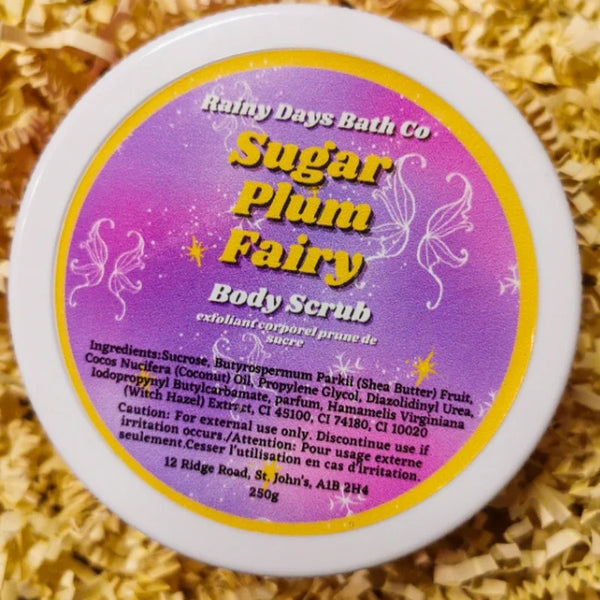 Rainy Days Bath Co
Sugar
Plum
Fairy
Body Scrub
exfoliant corporel prune de
sucre
Ingredients:Sucrose, Butyrospermum Parkii (Shea Butter) Fruit,
Cocos Nucifera (Coconut) Oil, Propylene Glycol, Diazolidinyl Urea,
Iodopropynyl Butylcarbamate, parfum, Hamamelis Virginiana
(Witch Hazel) Extract, CI 45100, CI 74180, CI 10020
Caution: For external use only. Discontinue use if
irritation occurs./Attention: Pour usage externe
seulement.Cesser l'utilisation en cas d'irritation.
12 Ridge Road, St. John's, A1B 2H4
250g